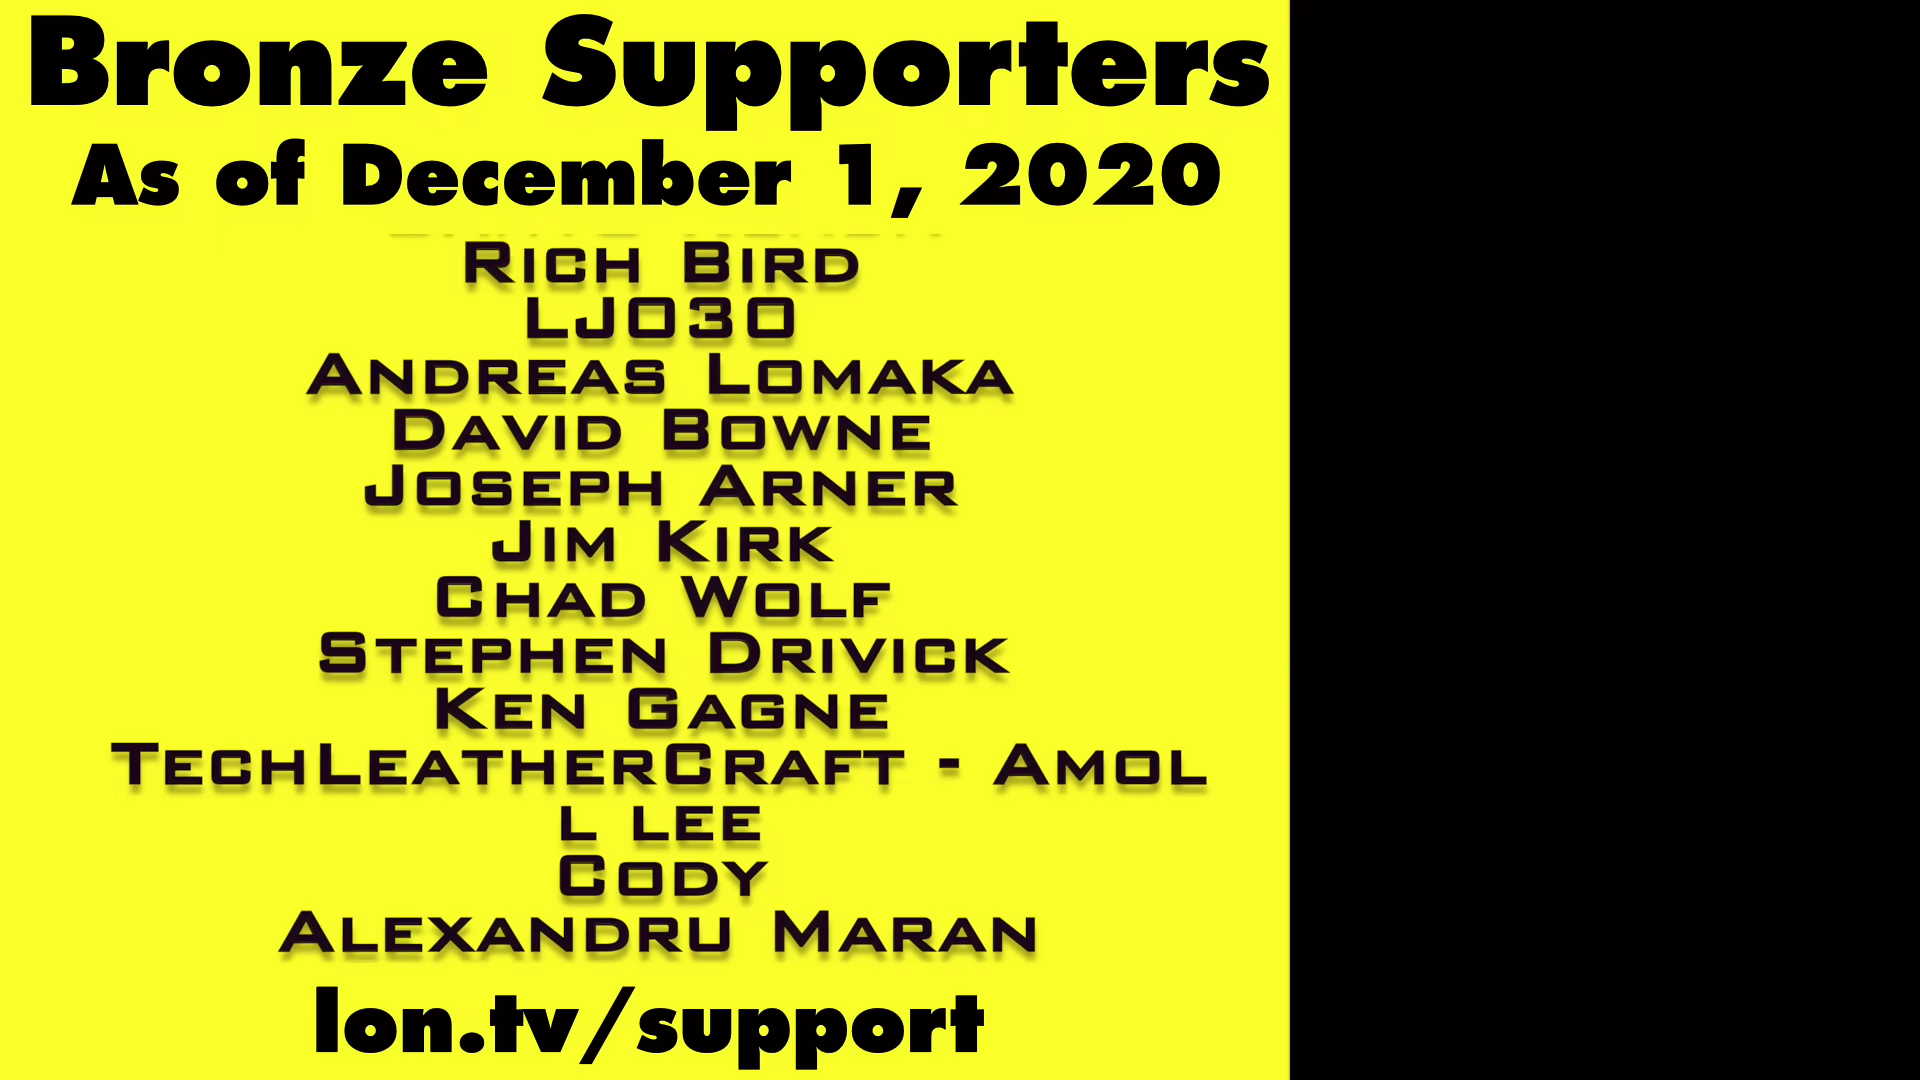 Bronze Supporters
As of December 1, 2020
Rich Bird
LJ030
Andreas Lomaka
David Bowne
Joseph Arner
Jim Kirk
Chad Wolf
Stephen Drivick
Ken Gagne
TechLeatherCraft - Amol
L LEE
Cody
Alexandru Maran
lon.tv/support